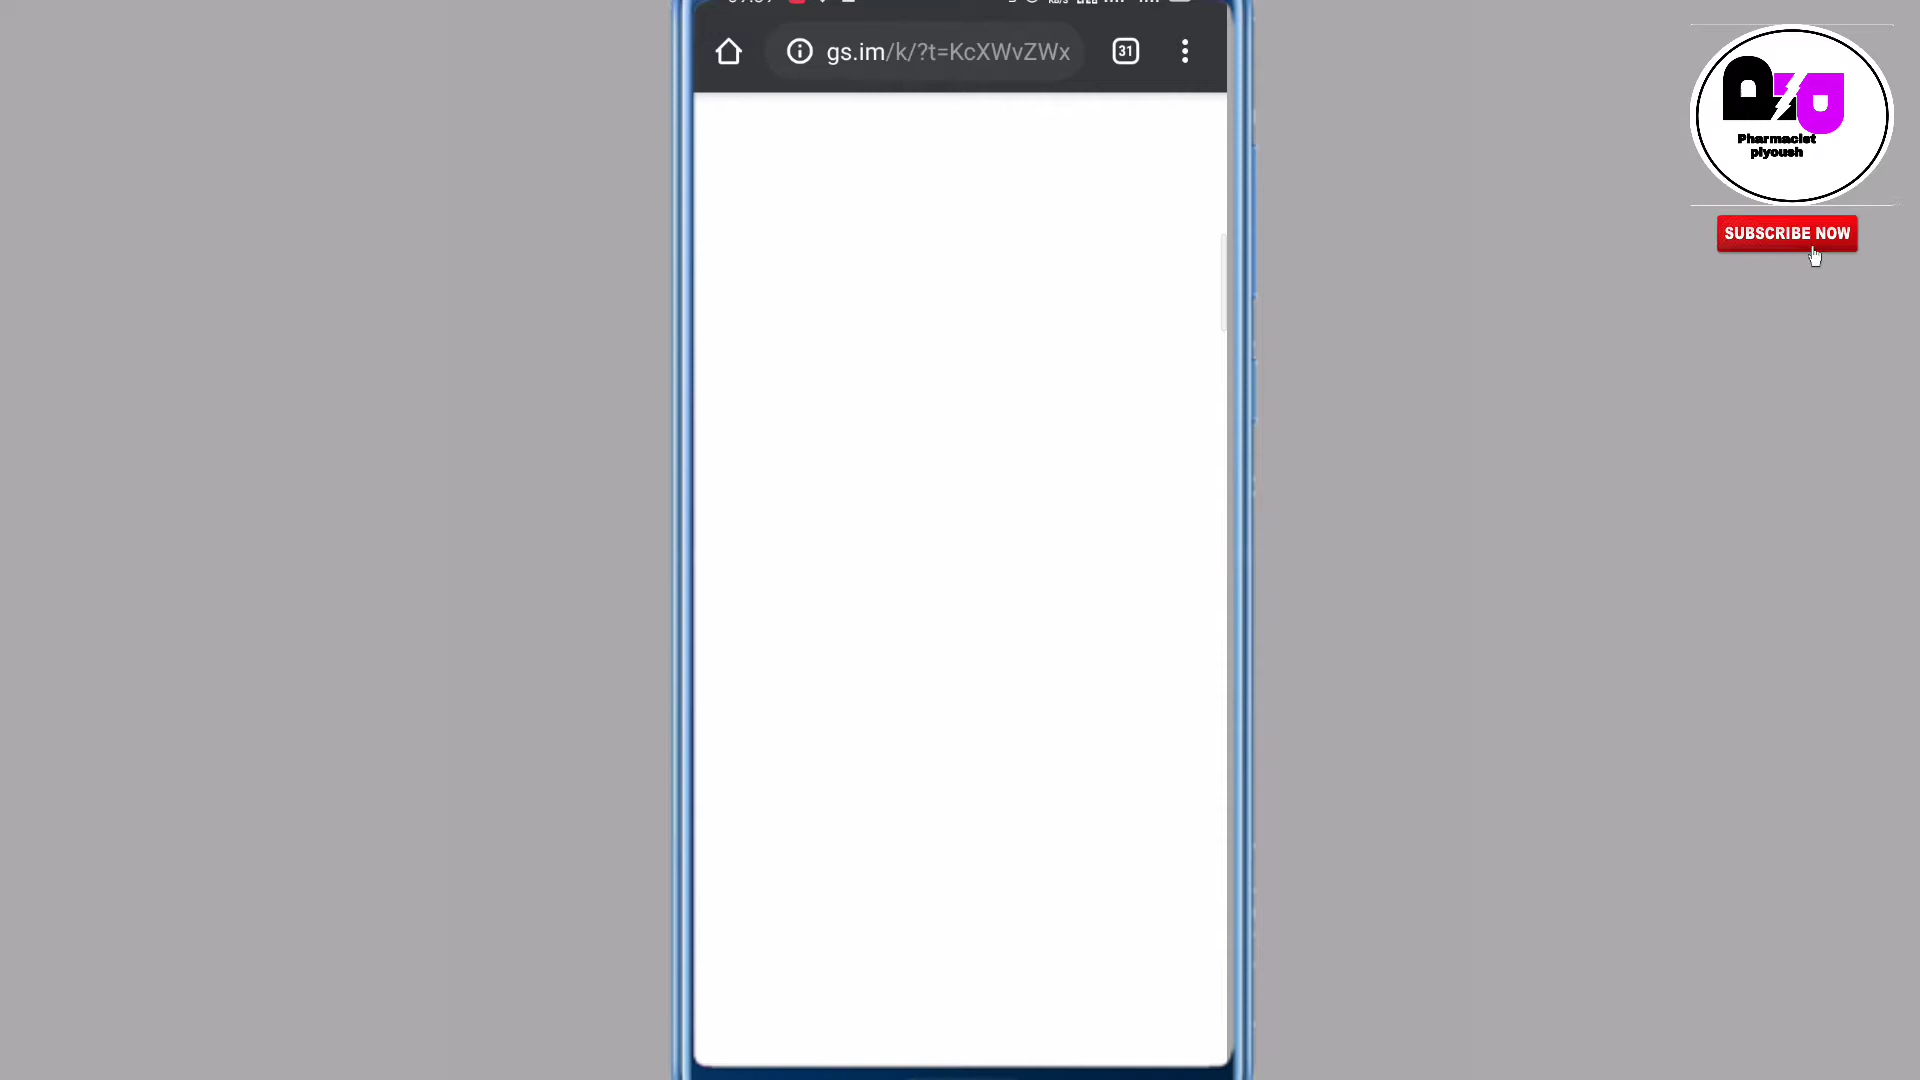 gs.im/k/?t=KcXWvZWx
31
Pharmacist
piyoush
SUBSCRIBE NOW